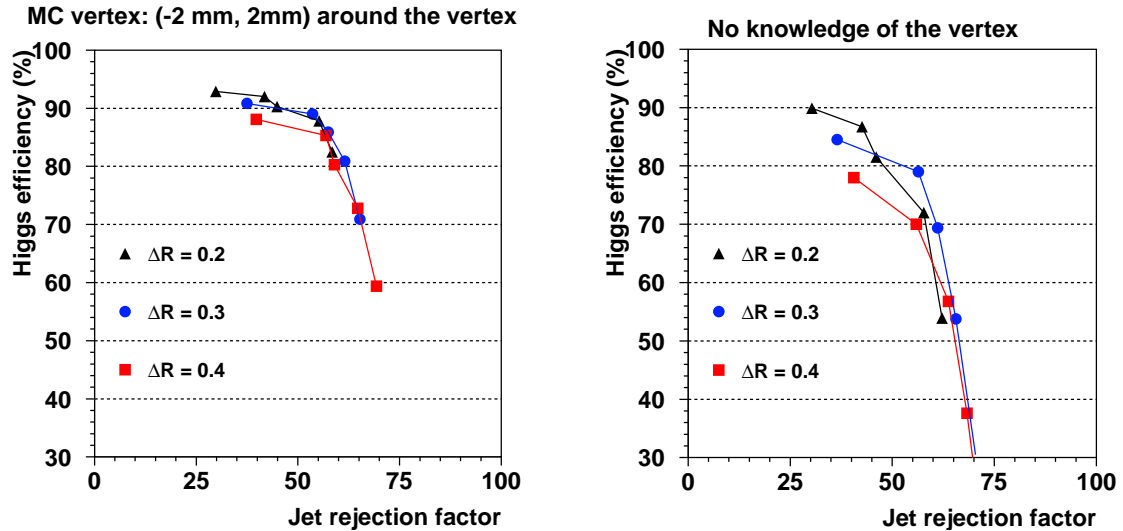 MC vertex: (-2 mm, 2mm) around the vertex
Higgs efficiency (%)
100
90
80
70
60
50
40
30
ΔR = 0.2
ΔR = 0.3
ΔR = 0.4
0 25 50 75 100
Jet rejection factor
No knowledge of the vertex
Higgs efficiency (%)
100
90
80
70
60
50
40
30
ΔR = 0.2
ΔR = 0.3
ΔR = 0.4
0 25 50 75 100
Jet rejection factor